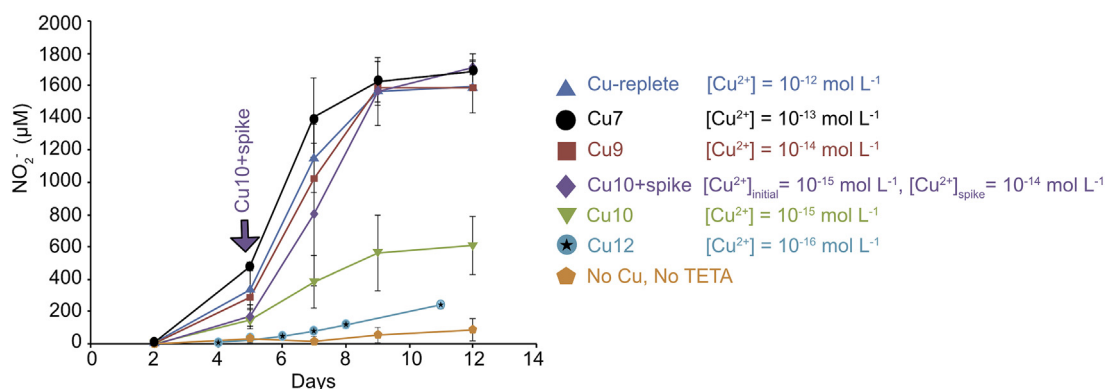 2000
1800
1600
1400
1200
1000
800
600
400
200
0
NO₂⁻ (µM)
Cu10+spike
0 2 4 6 8 10 12 14
Days
Cu-replete [Cu²⁺] = 10⁻¹² mol L⁻¹
Cu7 [Cu²⁺] = 10⁻¹³ mol L⁻¹
Cu9 [Cu²⁺] = 10⁻¹⁴ mol L⁻¹
Cu10+spike [Cu²⁺]initial = 10⁻¹⁵ mol L⁻¹, [Cu²⁺]spike = 10⁻¹⁴ mol L⁻¹
Cu10 [Cu²⁺] = 10⁻¹⁵ mol L⁻¹
Cu12 [Cu²⁺] = 10⁻¹⁶ mol L⁻¹
No Cu, No TETA